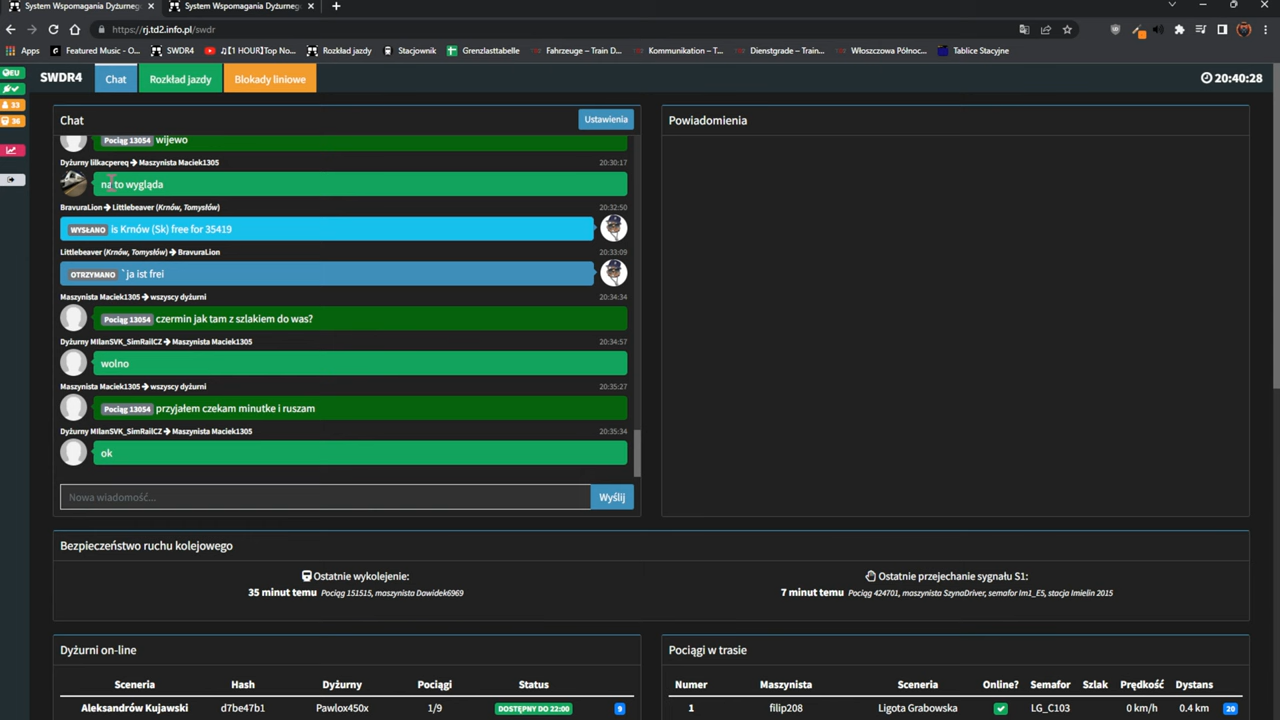 System Wspomagania Dyżurneg × System Wspomagania Dyżurneg × +
https://rj.td2.info.pl/swdr
Apps Featured Music - O... SWDR4 🎵【1 HOUR】Top No... Rozkład jazdy Stacjownik Grenzlasttabelle Fahrzeuge – Train D... Kommunikation – T... Dienstgrade – Train... Włoszczowa Północ... Tablice Stacyjne
EU
33
36
SWDR4 Chat Rozkład jazdy Blokady liniowe 20:40:28
Chat Ustawienia
Pociąg 13054 wijewo
Dyżurny lilkacpereq → Maszynista Maciek1305 20:30:17
na to wygląda
BravuraLion → Littlebeaver (Krnów, Tomysłów) 20:32:50
WYSŁANO is Krnów (Sk) free for 35419
Littlebeaver (Krnów, Tomysłów) → BravuraLion 20:33:09
OTRZYMANO `ja ist frei
Maszynista Maciek1305 → wszyscy dyżurni 20:34:34
Pociąg 13054 czermin jak tam z szlakiem do was?
Dyżurny MIlanSVK_SimRailCZ → Maszynista Maciek1305 20:34:57
wolno
Maszynista Maciek1305 → wszyscy dyżurni 20:35:27
Pociąg 13054 przyjałem czekam minutke i ruszam
Dyżurny MIlanSVK_SimRailCZ → Maszynista Maciek1305 20:35:34
ok
Nowa wiadomość... Wyślij
Powiadomienia
Bezpieczeństwo ruchu kolejowego
Ostatnie wykolejenie:
35 minut temu Pociąg 151515, maszynista Dawidek6969
Ostatnie przejechanie sygnału S1:
7 minut temu Pociąg 424701, maszynista SzynaDriver, semafor Im1_E5, stacja Imielin 2015
Dyżurni on-line
Sceneria Hash Dyżurny Pociągi Status
Aleksandrów Kujawski d7be47b1 Pawlox450x 1/9 DOSTĘPNY DO 22:00 9
Pociągi w trasie
Numer Maszynista Sceneria Online? Semafor Szlak Prędkość Dystans
1 filip208 Ligota Grabowska LG_C103 0 km/h 0.4 km 20